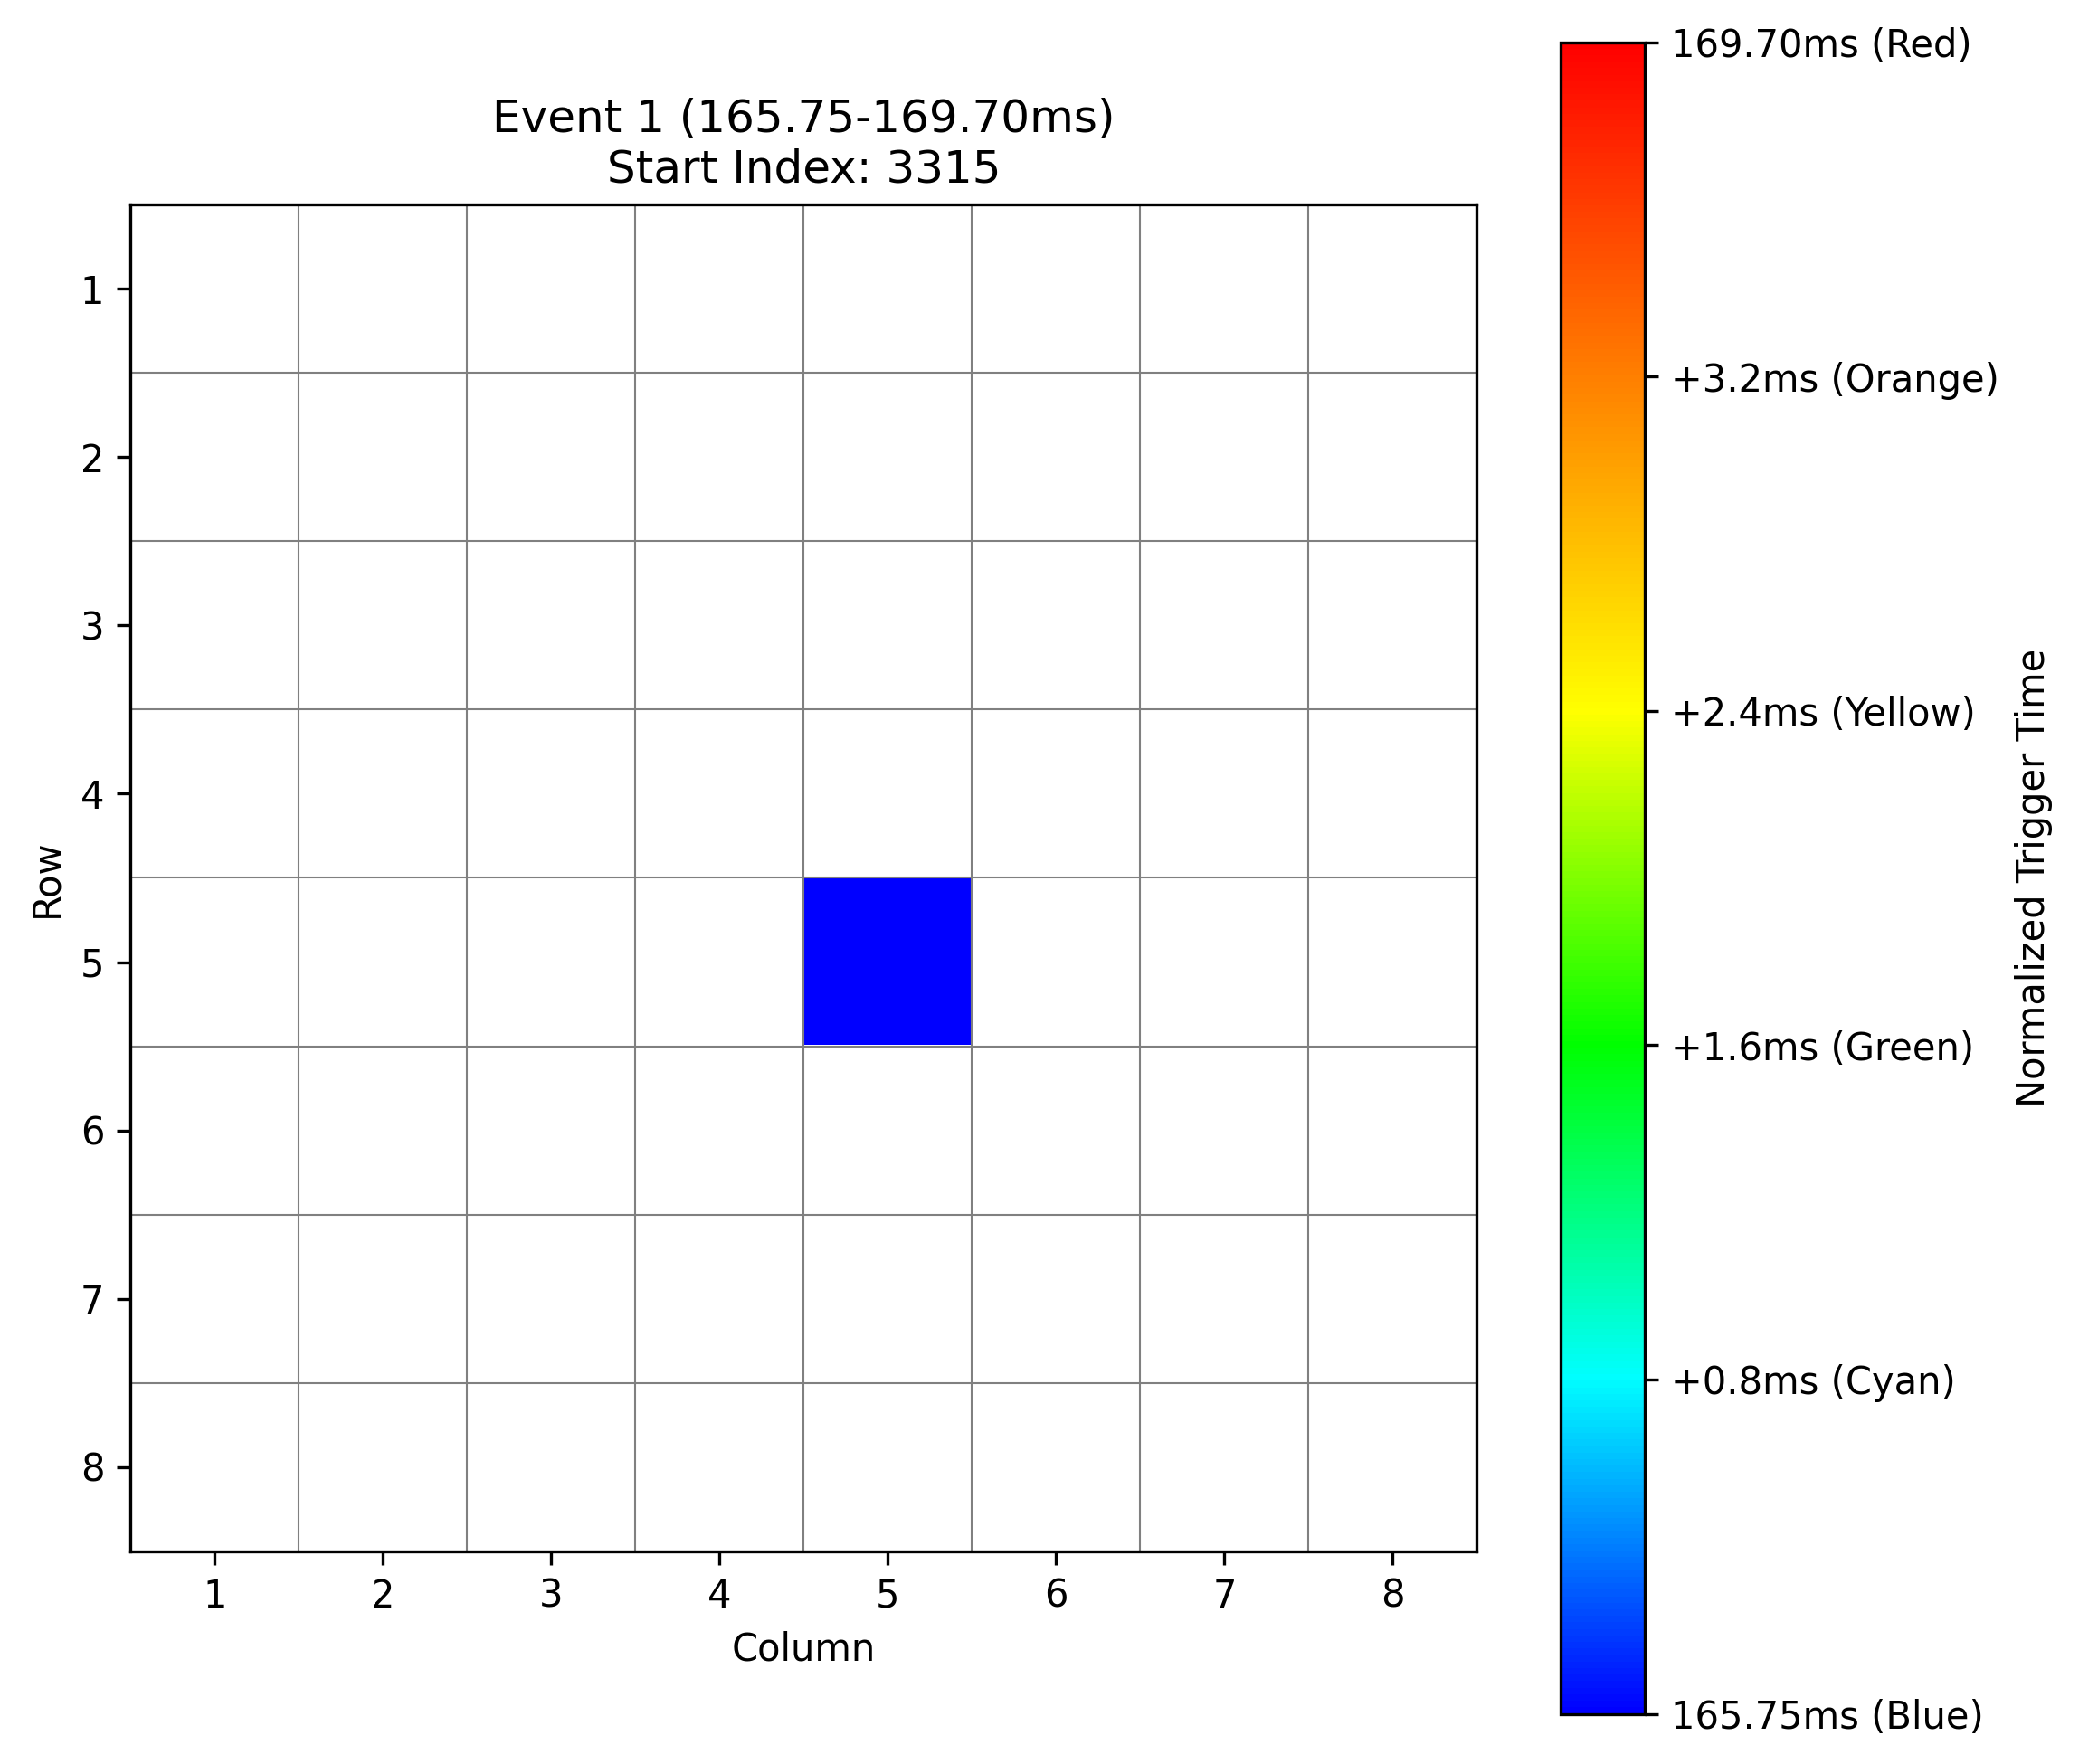 Event 1 (165.75-169.70ms)
Start Index: 3315
Row
1
2
3
4
5
6
7
8
1 2 3 4 5 6 7 8
Column
169.70ms (Red)
+3.2ms (Orange)
+2.4ms (Yellow)
+1.6ms (Green)
+0.8ms (Cyan)
165.75ms (Blue)
Normalized Trigger Time